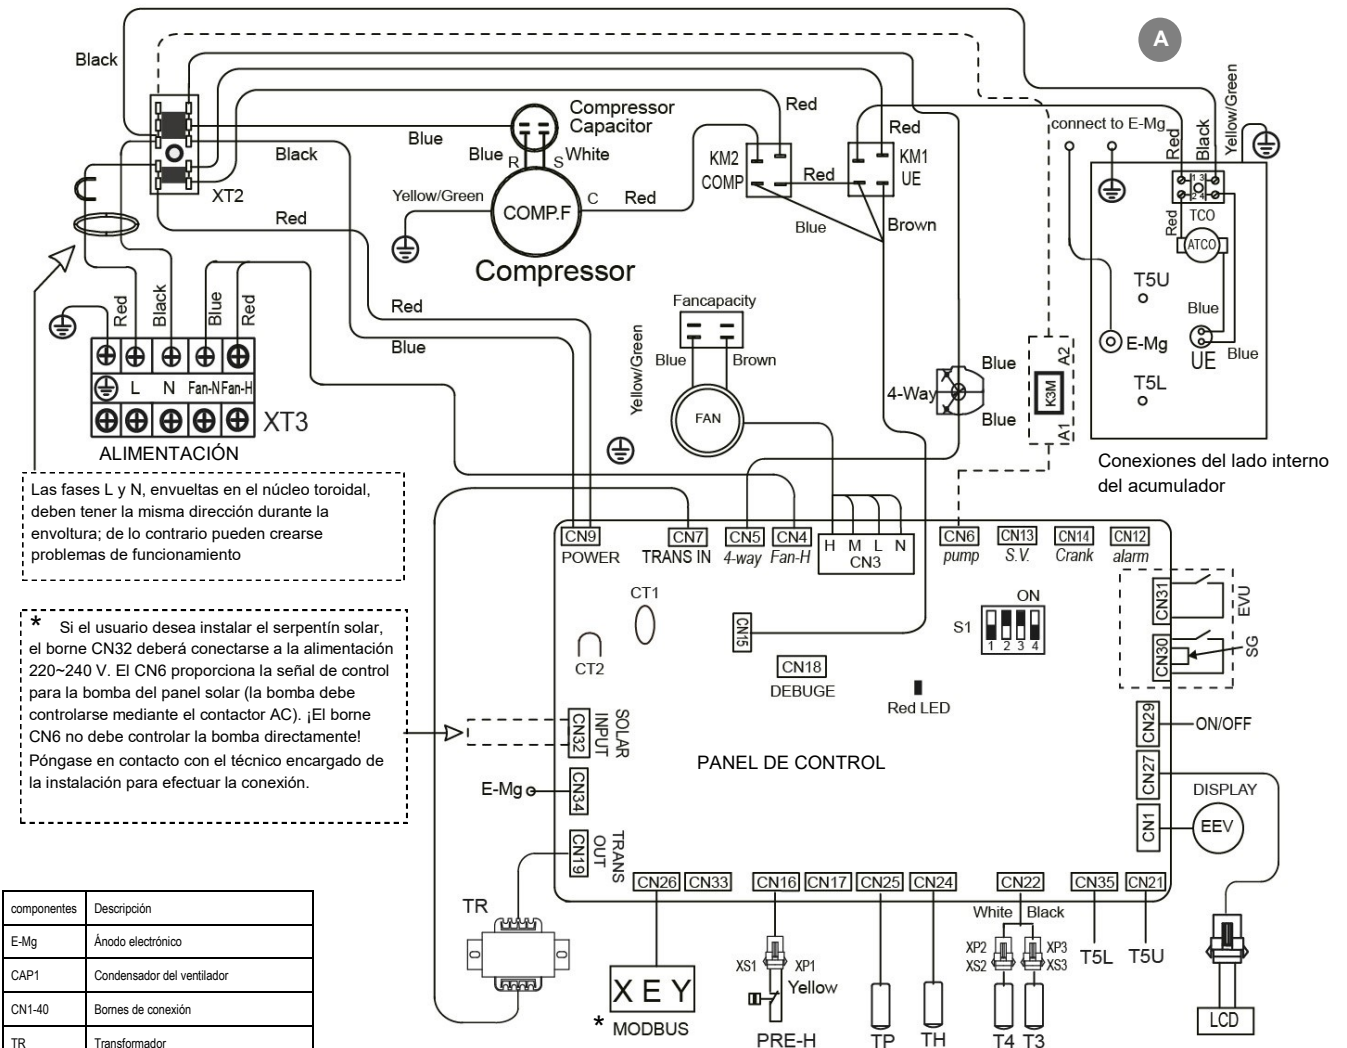 A
Black
Compressor
Capacitor
Blue
Blue
R
S
White
Black
XT2
Yellow/Green
COMP.F
C
Red
Compressor
Red
Red
KM2
COMP
Red
Red
KM1
UE
Blue
Brown
connect to E-Mg
Red
Black
Yellow/Green
1 3
2 4
TCO
Red
ATCO
T5U
Blue
E-Mg
UE
Blue
T5L
Conexiones del lado interno
del acumulador
Red
Black
Blue
Red
Red
Blue
L
N
Fan-N
Fan-H
XT3
ALIMENTACIÓN
Fancapacity
Yellow/Green
Blue
Brown
FAN
4-Way
Blue
Blue
A2
K3M
A1
Las fases L y N, envueltas en el núcleo toroidal,
deben tener la misma dirección durante la
envoltura; de lo contrario pueden crearse
problemas de funcionamiento
* Si el usuario desea instalar el serpentín solar,
el borne CN32 deberá conectarse a la alimentación
220~240 V. El CN6 proporciona la señal de control
para la bomba del panel solar (la bomba debe
controlarse mediante el contactor AC). ¡El borne
CN6 no debe controlar la bomba directamente!
Póngase en contacto con el técnico encargado de
la instalación para efectuar la conexión.
CN9
POWER
CN7
TRANS IN
CN5
4-way
CN4
Fan-H
H M L N
CN3
CN6
pump
CN13
S.V.
CN14
Crank
CN12
alarm
CT1
CT2
CN15
CN18
DEBUGE
ON
S1
1 2 3 4
Red LED
CN31
EVU
CN30
SG
CN29
ON/OFF
CN27
DISPLAY
CN1
EEV
CN32
SOLAR
INPUT
E-Mg
CN34
CN19
TRANS
OUT
PANEL DE CONTROL
CN26
CN33
CN16
CN17
CN25
CN24
CN22
CN35
CN21
White
Black
TR
XEY
* MODBUS
XS1
XP1
Yellow
PRE-H
TP
TH
XP2
XS2
XP3
XS3
T4
T3
T5L
T5U
LCD
componentes Descripción
E-Mg Ánodo electrónico
CAP1 Condensador del ventilador
CN1-40 Bornes de conexión
TR Transformador